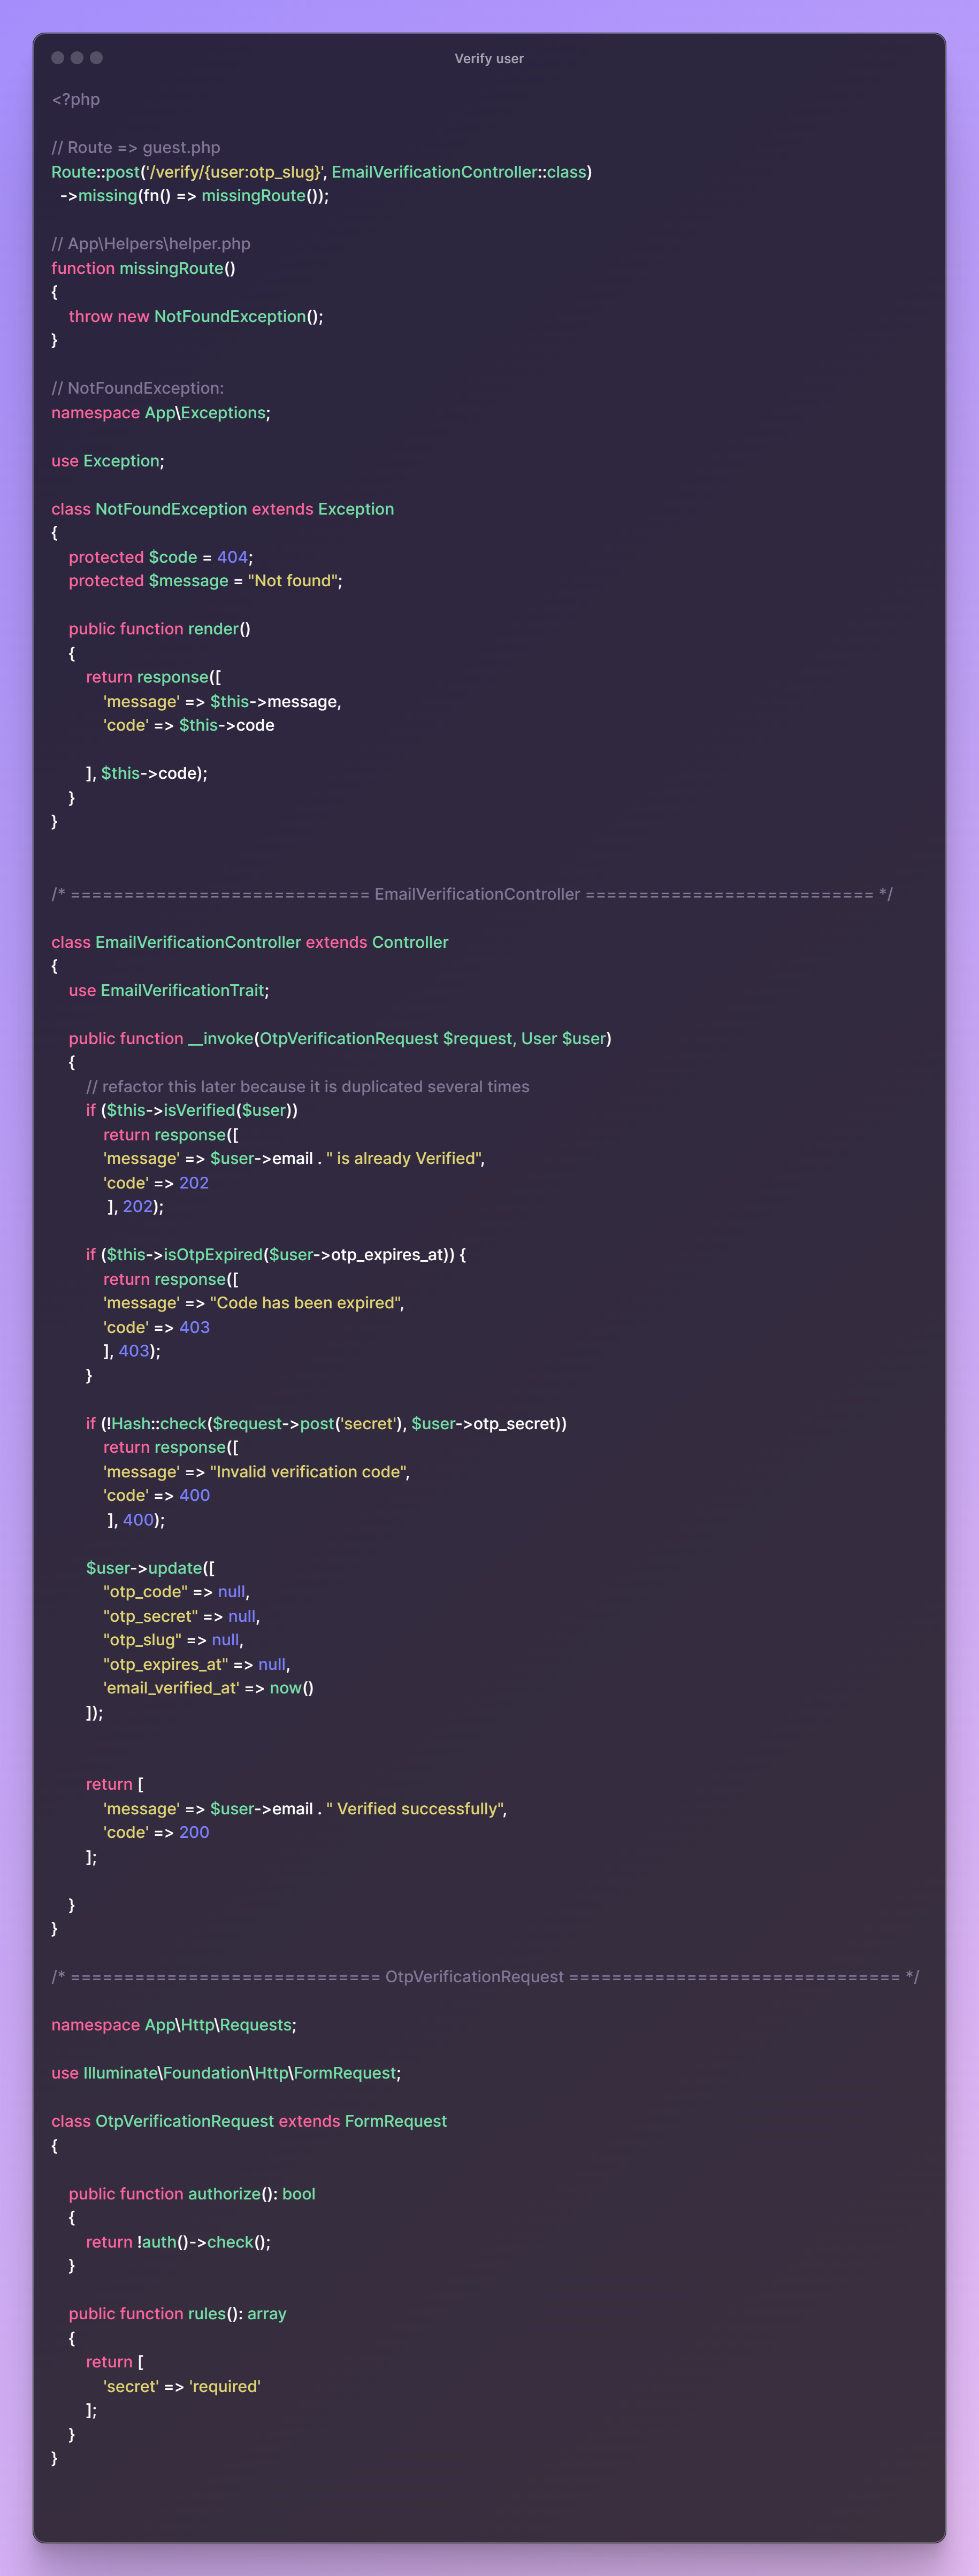 Verify user
<?php
// Route => guest.php
Route::post('/verify/{user:otp_slug}', EmailVerificationController::class)
  ->missing(fn() => missingRoute());
// App\Helpers\helper.php
function missingRoute()
{
    throw new NotFoundException();
}
// NotFoundException:
namespace App\Exceptions;
use Exception;
class NotFoundException extends Exception
{
    protected $code = 404;
    protected $message = "Not found";
    public function render()
    {
        return response([
            'message' => $this->message,
            'code' => $this->code
        ], $this->code);
    }
}
/* ============================ EmailVerificationController =========================== */
class EmailVerificationController extends Controller
{
    use EmailVerificationTrait;
    public function __invoke(OtpVerificationRequest $request, User $user)
    {
        // refactor this later because it is duplicated several times
        if ($this->isVerified($user))
            return response([
            'message' => $user->email . " is already Verified",
            'code' => 202
             ], 202);
        if ($this->isOtpExpired($user->otp_expires_at)) {
            return response([
            'message' => "Code has been expired",
            'code' => 403
            ], 403);
        }
        if (!Hash::check($request->post('secret'), $user->otp_secret))
            return response([
            'message' => "Invalid verification code",
            'code' => 400
             ], 400);
        $user->update([
            "otp_code" => null,
            "otp_secret" => null,
            "otp_slug" => null,
            "otp_expires_at" => null,
            'email_verified_at' => now()
        ]);
        return [
            'message' => $user->email . " Verified successfully",
            'code' => 200
        ];
    }
}
/* ============================= OtpVerificationRequest =============================== */
namespace App\Http\Requests;
use Illuminate\Foundation\Http\FormRequest;
class OtpVerificationRequest extends FormRequest
{
    public function authorize(): bool
    {
        return !auth()->check();
    }
    public function rules(): array
    {
        return [
            'secret' => 'required'
        ];
    }
}